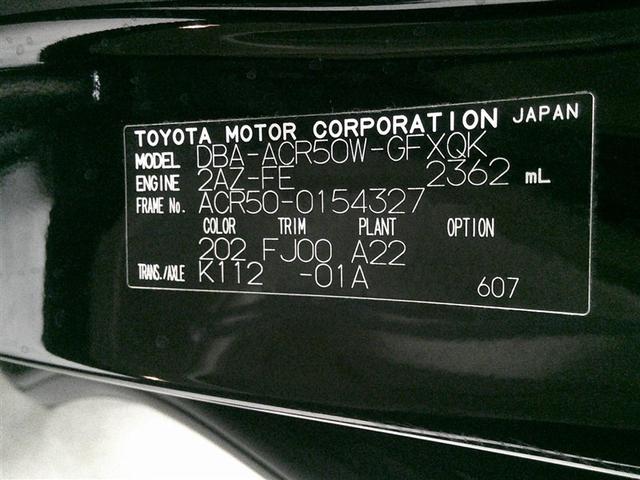 TOYOTA MOTOR CORPORATION JAPAN
MODEL DBA-ACR50W-GFXQK
ENGINE 2AZ-FE 2362 mL
FRAME No. ACR50-0154327
COLOR TRIM PLANT OPTION
202 FJ00 A22
TRANS./AXLE K112 -01A
607